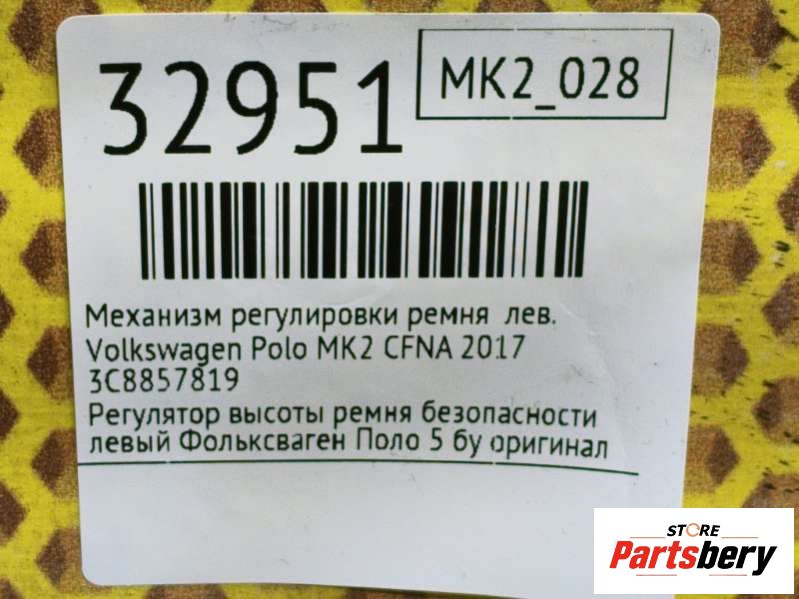 32951
MK2_028
Механизм регулировки ремня лев.
Volkswagen Polo MK2 CFNA 2017
3C8857819
Регулятор высоты ремня безопасности
левый Фольксваген Поло 5 бу оригинал
STORE
Partsbery